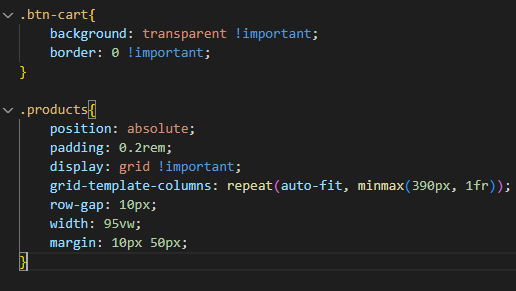 .btn-cart{
background: transparent !important;
border: 0 !important;
}
.products{
position: absolute;
padding: 0.2rem;
display: grid !important;
grid-template-columns: repeat(auto-fit, minmax(390px, 1fr));
row-gap: 10px;
width: 95vw;
margin: 10px 50px;
}